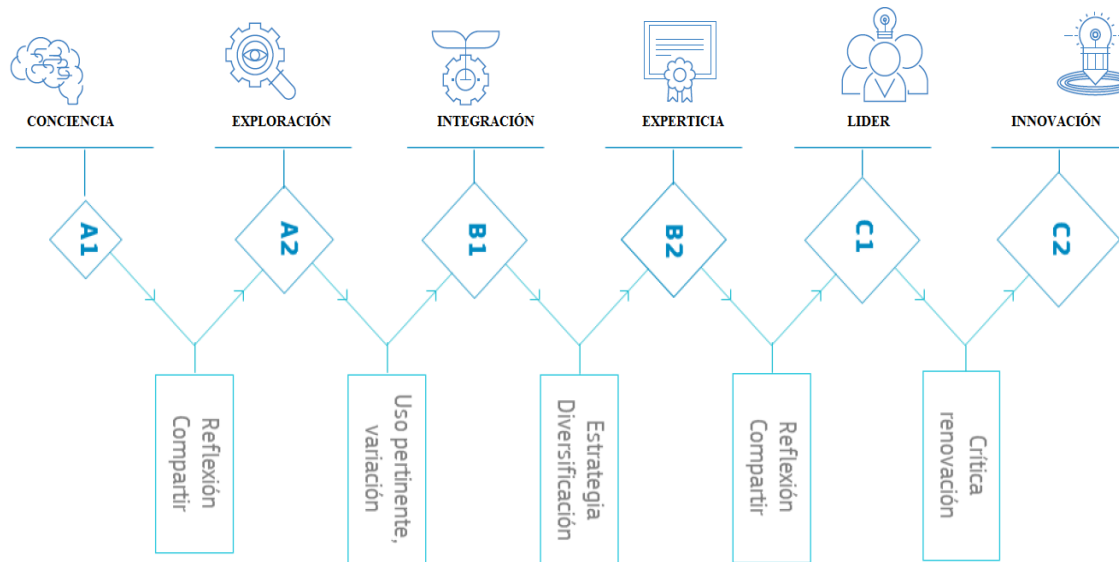 CONCIENCIA
EXPLORACIÓN
INTEGRACIÓN
EXPERTICIA
LIDER
INNOVACIÓN
A1
A2
B1
B2
C1
C2
Reflexión
Compartir
Uso pertinente,
variación
Estrategia
Diversificación
Reflexión
Compartir
Crítica
renovación